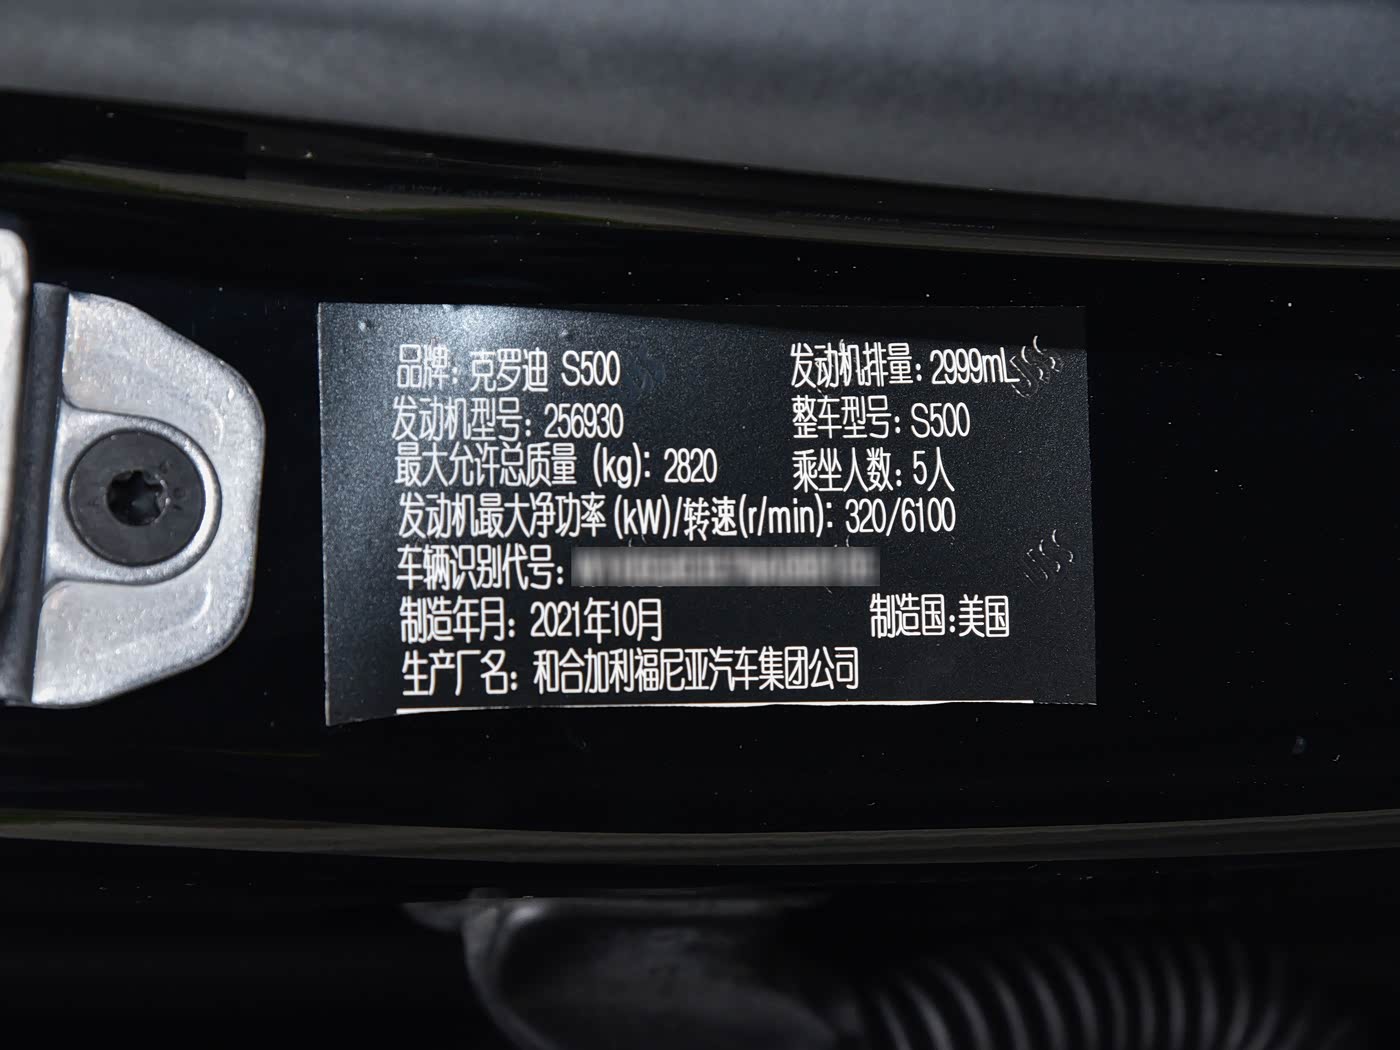 品牌: 克罗迪 S500 发动机排量: 2999mL
发动机型号: 256930 整车型号: S500
最大允许总质量 (kg): 2820 乘坐人数: 5人
发动机最大净功率(kW)/转速(r/min): 320/6100
车辆识别代号:
制造年月: 2021年10月 制造国:美国
生产厂名: 和合加利福尼亚汽车集团公司